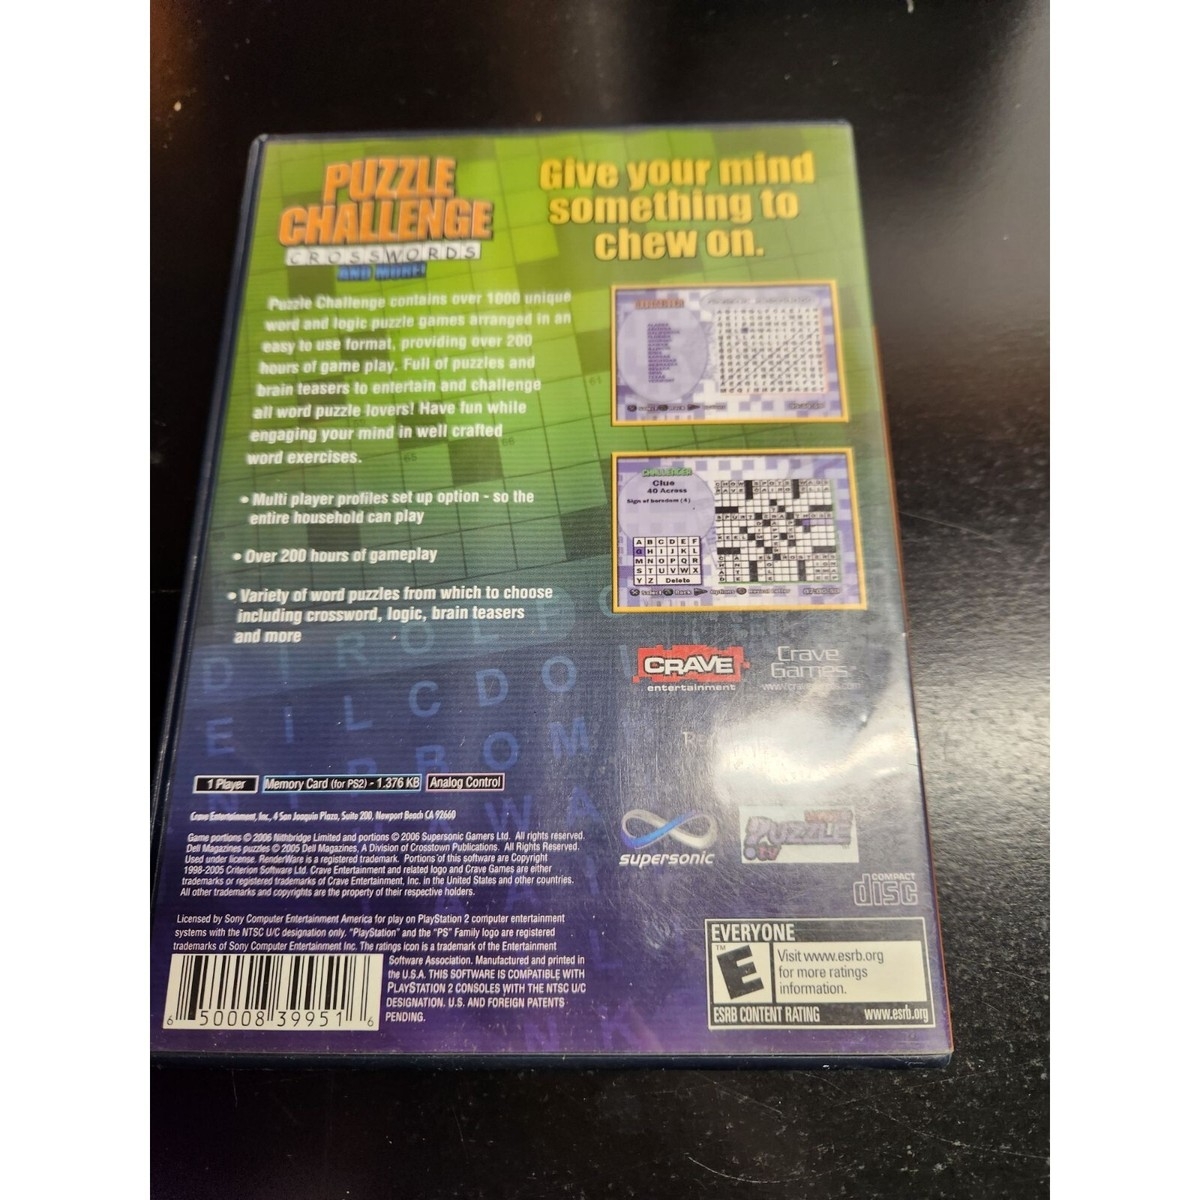 PUZZLE
CHALLENGE
CROSSWORDS
AND MORE!
Give your mind
something to
chew on.
Puzzle Challenge contains over 1000 unique
word and logic puzzle games arranged in an
easy to use format, providing over 200
hours of game play. Full of puzzles and
brain teasers to entertain and challenge
all word puzzle lovers! Have fun while
engaging your mind in well crafted
word exercises.
• Multi player profiles set up option - so the
entire household can play
• Over 200 hours of gameplay
• Variety of word puzzles from which to choose
including crossword, logic, brain teasers
and more
CHALLENGER
Clue
40 Across
Sign of boredom (4)
A B C D E F
G H I J K L
M N O P Q R
S T U V W X
Y Z Delete
CRAVE
entertainment
Crave
Games
1 Player
Memory Card (for PS2) - 1.376 KB
Analog Control
Crave Entertainment, Inc., 4 San Joaquin Plaza, Suite 200, Newport Beach CA 92660
Game portions © 2006 Nithbridge Limited and portions © 2006 Supersonic Gamers Ltd. All rights reserved.
Dell Magazines puzzles © 2005 Dell Magazines, A Division of Crosstown Publications. All Rights Reserved.
Used under license. RenderWare is a registered trademark. Portions of this software are Copyright
1998-2005 Criterion Software Ltd. Crave Entertainment and related logo and Crave Games are either
trademarks or registered trademarks of Crave Entertainment, Inc. in the United States and other countries.
All other trademarks and copyrights are the property of their respective holders.
supersonic
PUZZLE
.tv
COMPACT
disc
Licensed by Sony Computer Entertainment America for play on PlayStation 2 computer entertainment
systems with the NTSC U/C designation only. "PlayStation" and the "PS" Family logo are registered
trademarks of Sony Computer Entertainment Inc. The ratings icon is a trademark of the Entertainment
Software Association. Manufactured and printed in
the U.S.A. THIS SOFTWARE IS COMPATIBLE WITH
PLAYSTATION 2 CONSOLES WITH THE NTSC U/C
DESIGNATION. U.S. AND FOREIGN PATENTS
PENDING.
6 50008 39951 6
EVERYONE
E
™
Visit www.esrb.org
for more ratings
information.
ESRB CONTENT RATING
www.esrb.org